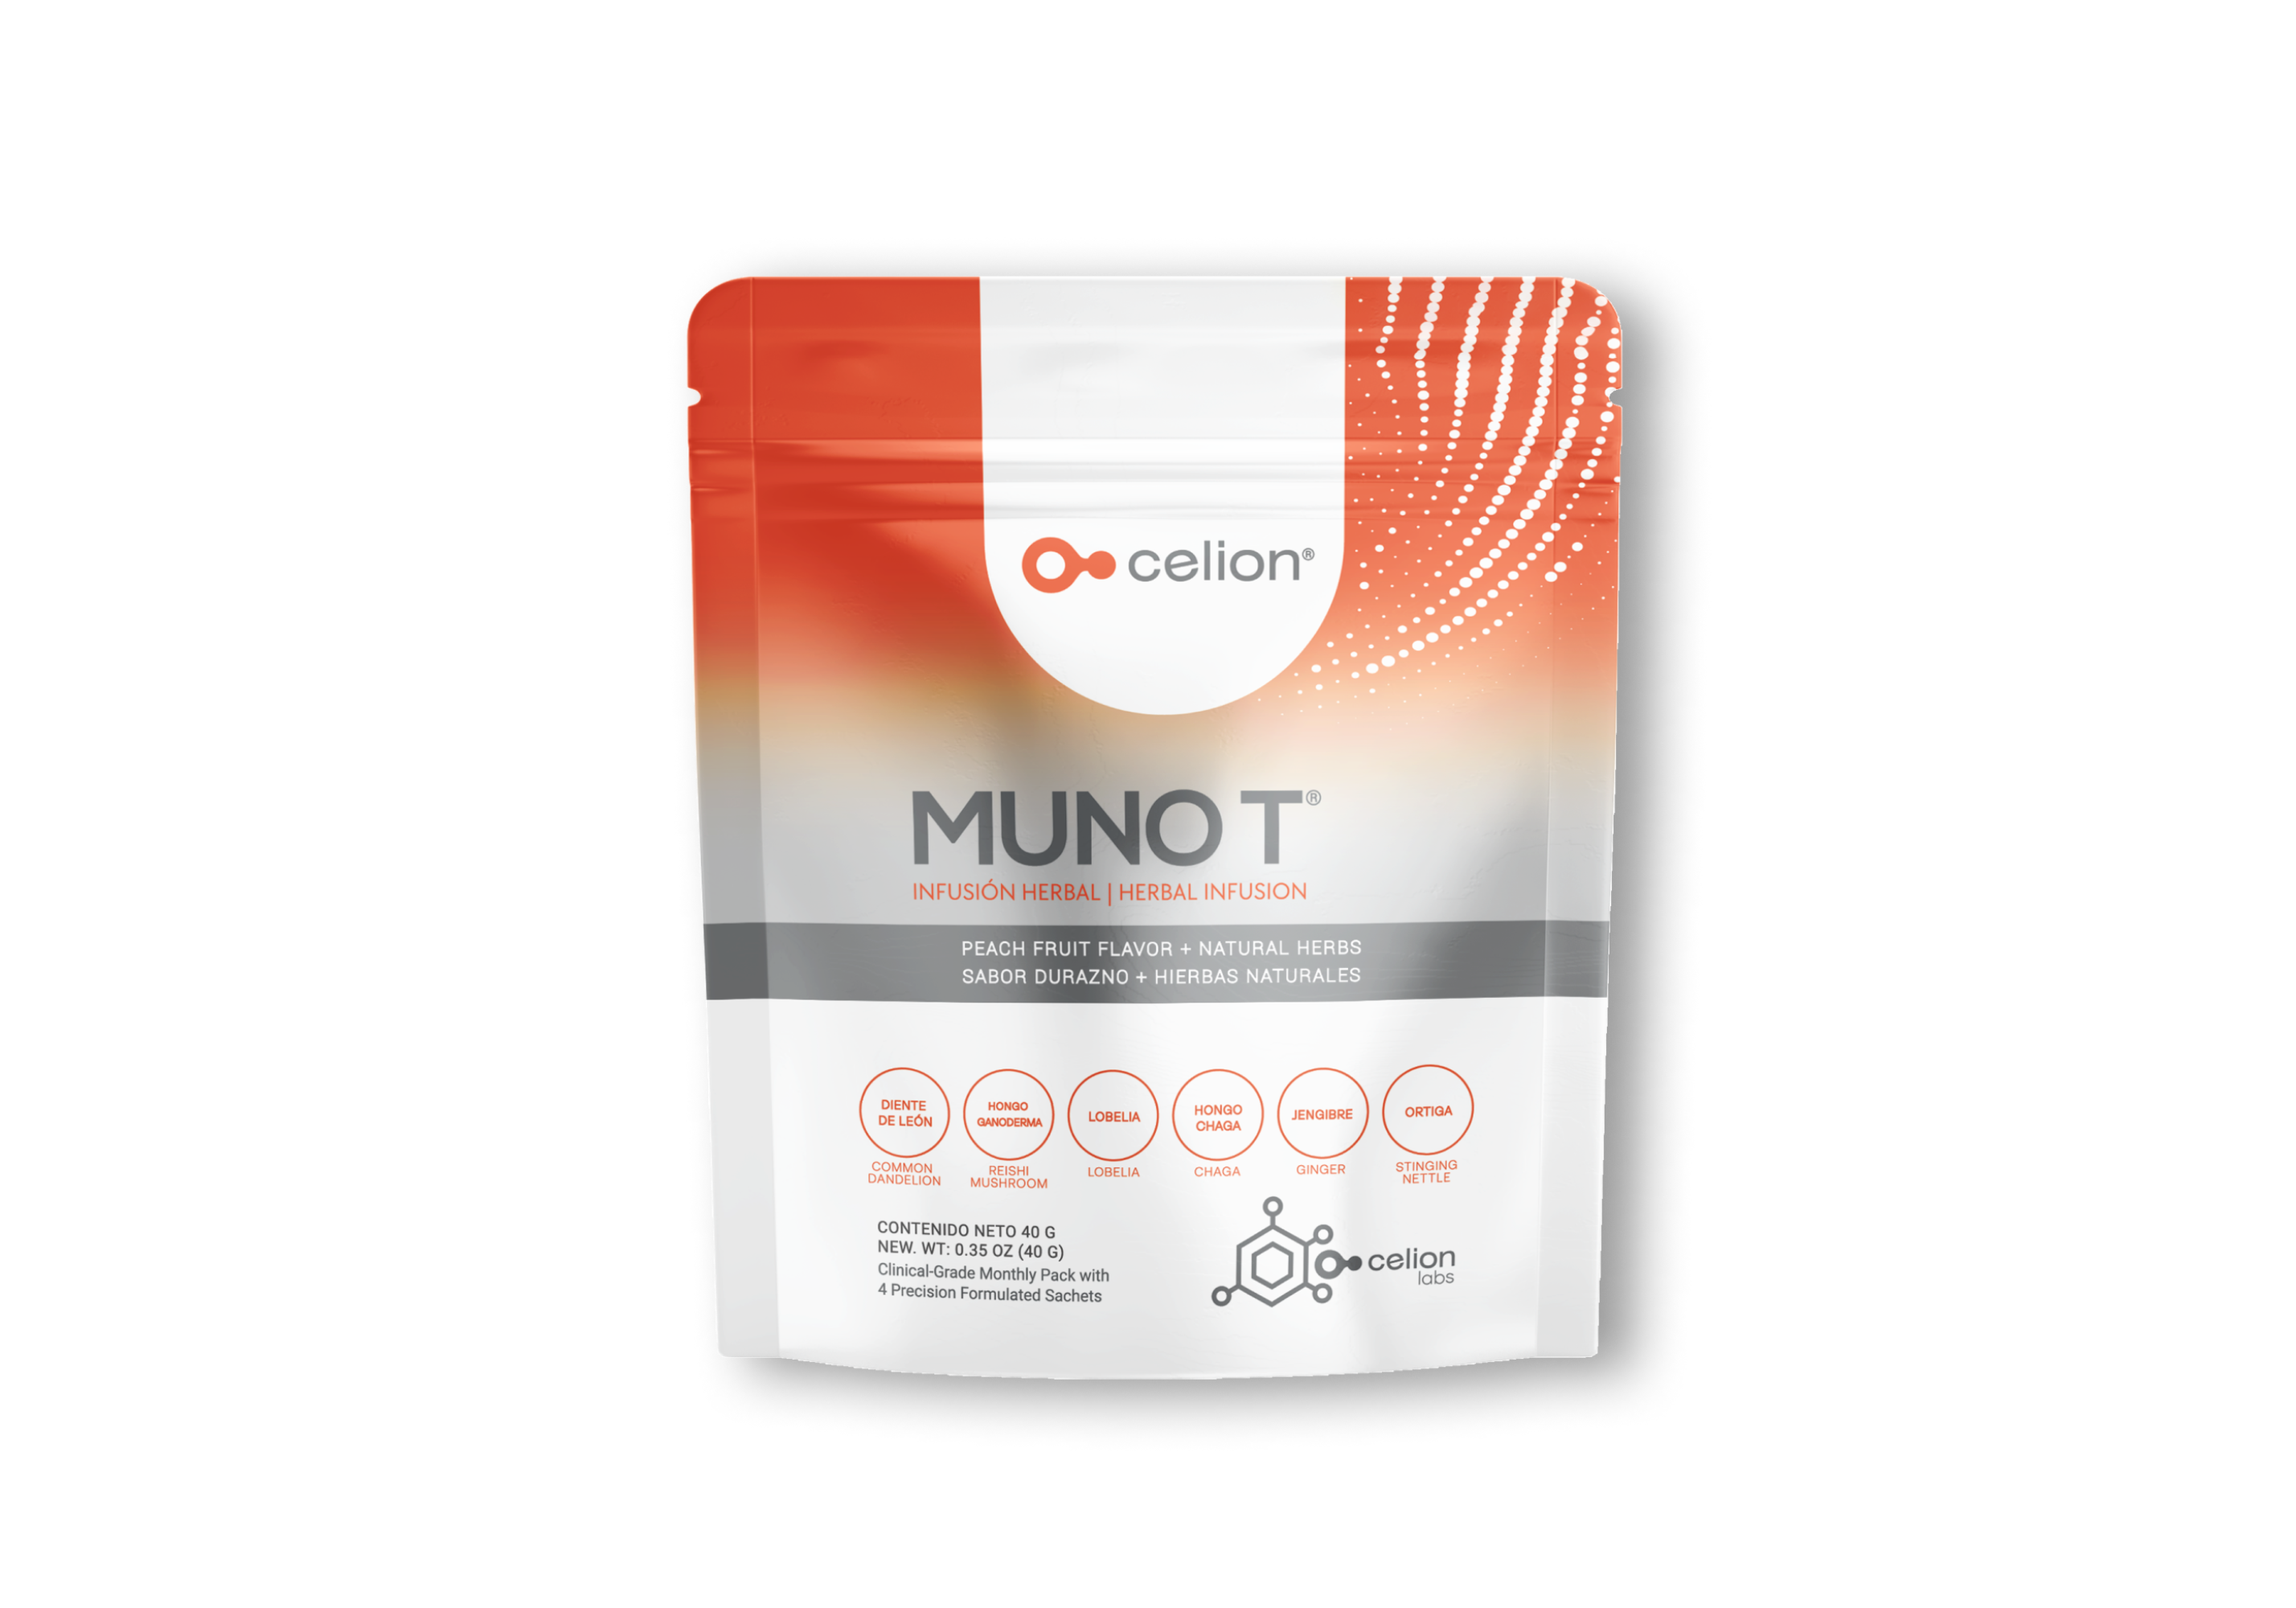 celion®
MUNO T®
INFUSIÓN HERBAL | HERBAL INFUSION
PEACH FRUIT FLAVOR + NATURAL HERBS
SABOR DURAZNO + HIERBAS NATURALES
DIENTE
DE LEÓN
COMMON
DANDELION
HONGO
GANODERMA
REISHI
MUSHROOM
LOBELIA
LOBELIA
HONGO
CHAGA
CHAGA
JENGIBRE
GINGER
ORTIGA
STINGING
NETTLE
CONTENIDO NETO 40 G
NEW. WT: 0.35 OZ (40 G)
Clinical-Grade Monthly Pack with
4 Precision Formulated Sachets
celion
labs